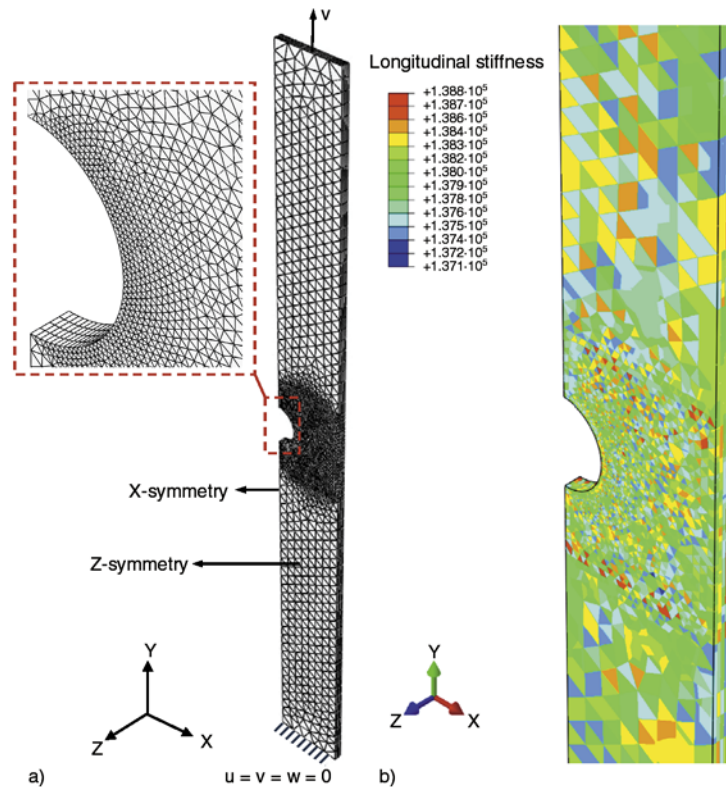 v
Longitudinal stiffness
+1.388·10⁵
+1.387·10⁵
+1.386·10⁵
+1.384·10⁵
+1.383·10⁵
+1.382·10⁵
+1.380·10⁵
+1.379·10⁵
+1.378·10⁵
+1.376·10⁵
+1.375·10⁵
+1.374·10⁵
+1.372·10⁵
+1.371·10⁵
X-symmetry
Z-symmetry
Y
Z
X
Y
Z
X
a)
u = v = w = 0
b)